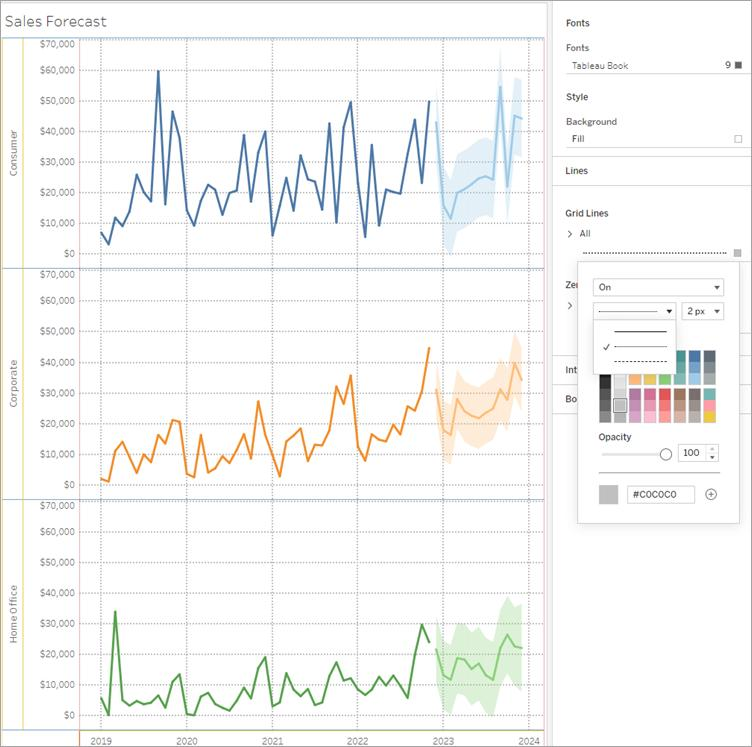 Sales Forecast
Consumer
$70,000
$60,000
$50,000
$40,000
$30,000
$20,000
$10,000
$0
Corporate
$70,000
$60,000
$50,000
$40,000
$30,000
$20,000
$10,000
$0
Home Office
$70,000
$60,000
$50,000
$40,000
$30,000
$20,000
$10,000
$0
2019 2020 2021 2022 2023 2024
Fonts
Fonts
Tableau Book 9
Style
Background
Fill
Lines
Grid Lines
All
On
2 px
Opacity
100
#C0C0C0